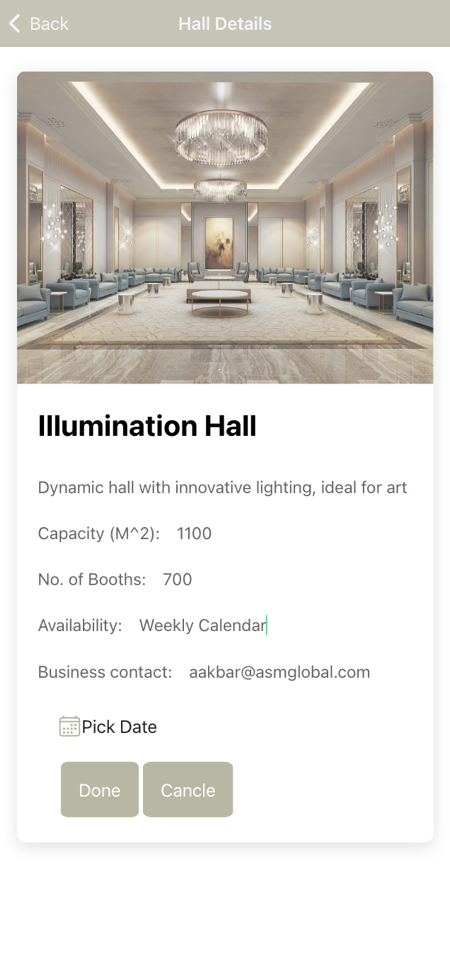 Back
Hall Details
Illumination Hall
Dynamic hall with innovative lighting, ideal for art
Capacity (M^2): 1100
No. of Booths: 700
Availability: Weekly Calendar
Business contact: aakbar@asmglobal.com
Pick Date
Done
Cancle